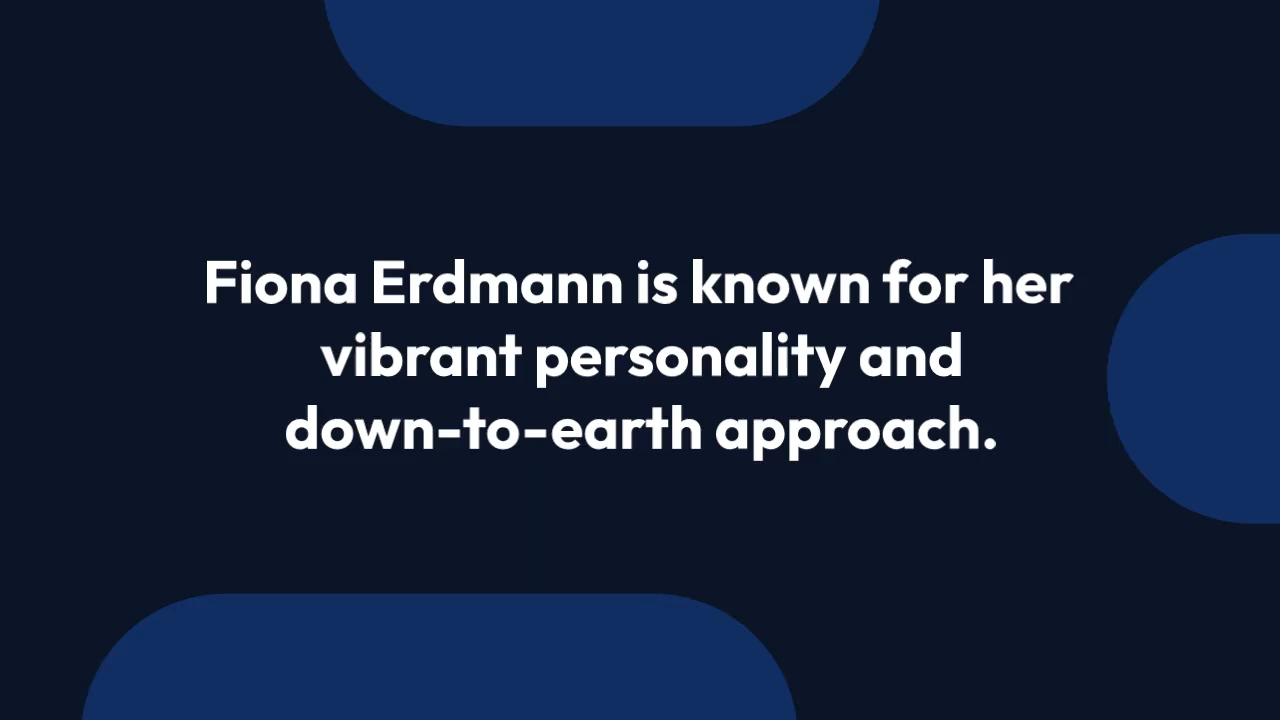 Fiona Erdmann is known for her
vibrant personality and
down-to-earth approach.